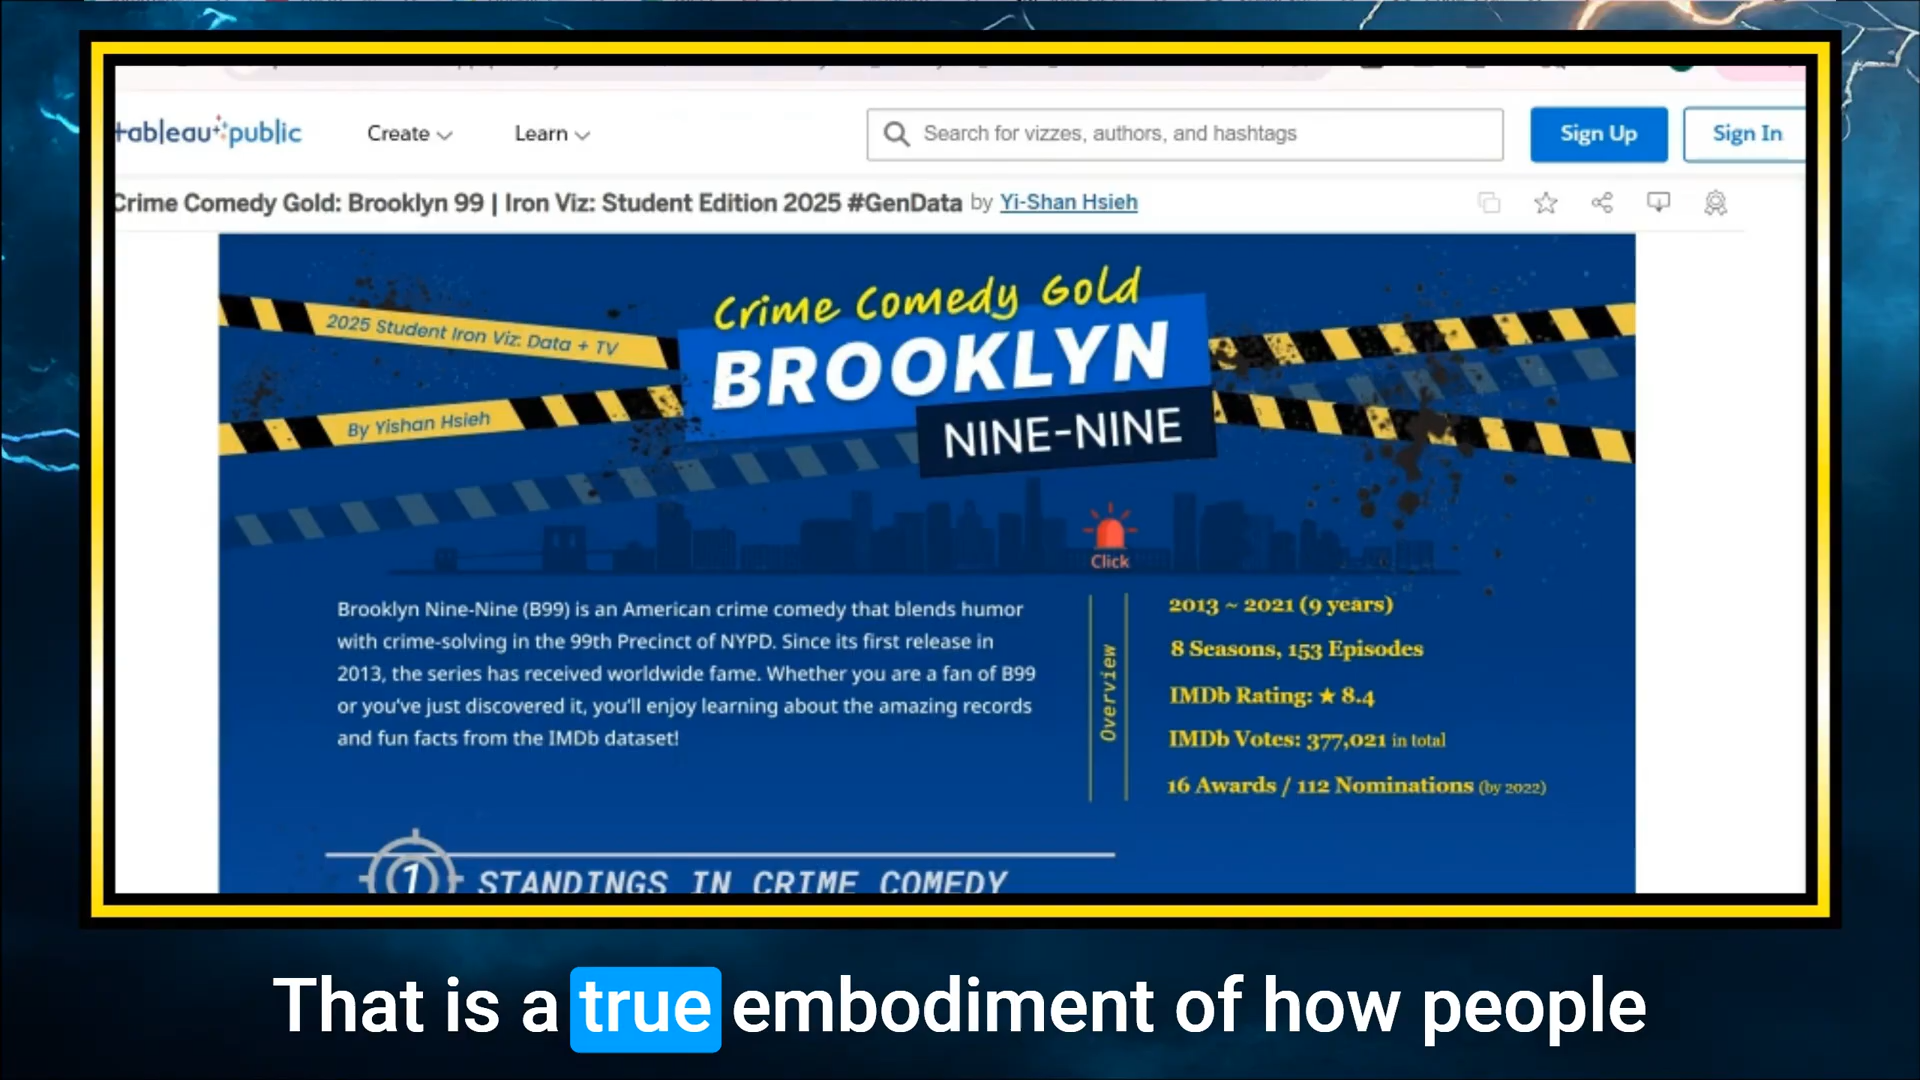 tableau public Create Learn Search for vizzes, authors, and hashtags Sign Up Sign In
Crime Comedy Gold: Brooklyn 99 | Iron Viz: Student Edition 2025 #GenData by Yi-Shan Hsieh
Crime Comedy Gold
2025 Student Iron Viz: Data + TV
BROOKLYN
By Yishan Hsieh
NINE-NINE
Click
Brooklyn Nine-Nine (B99) is an American crime comedy that blends humor
with crime-solving in the 99th Precinct of NYPD. Since its first release in
2013, the series has received worldwide fame. Whether you are a fan of B99
or you've just discovered it, you'll enjoy learning about the amazing records
and fun facts from the IMDb dataset!
Overview
2013 ~ 2021 (9 years)
8 Seasons, 153 Episodes
IMDb Rating: ★ 8.4
IMDb Votes: 377,021 in total
16 Awards / 112 Nominations (by 2022)
1 STANDINGS IN CRIME COMEDY
That is a true embodiment of how people